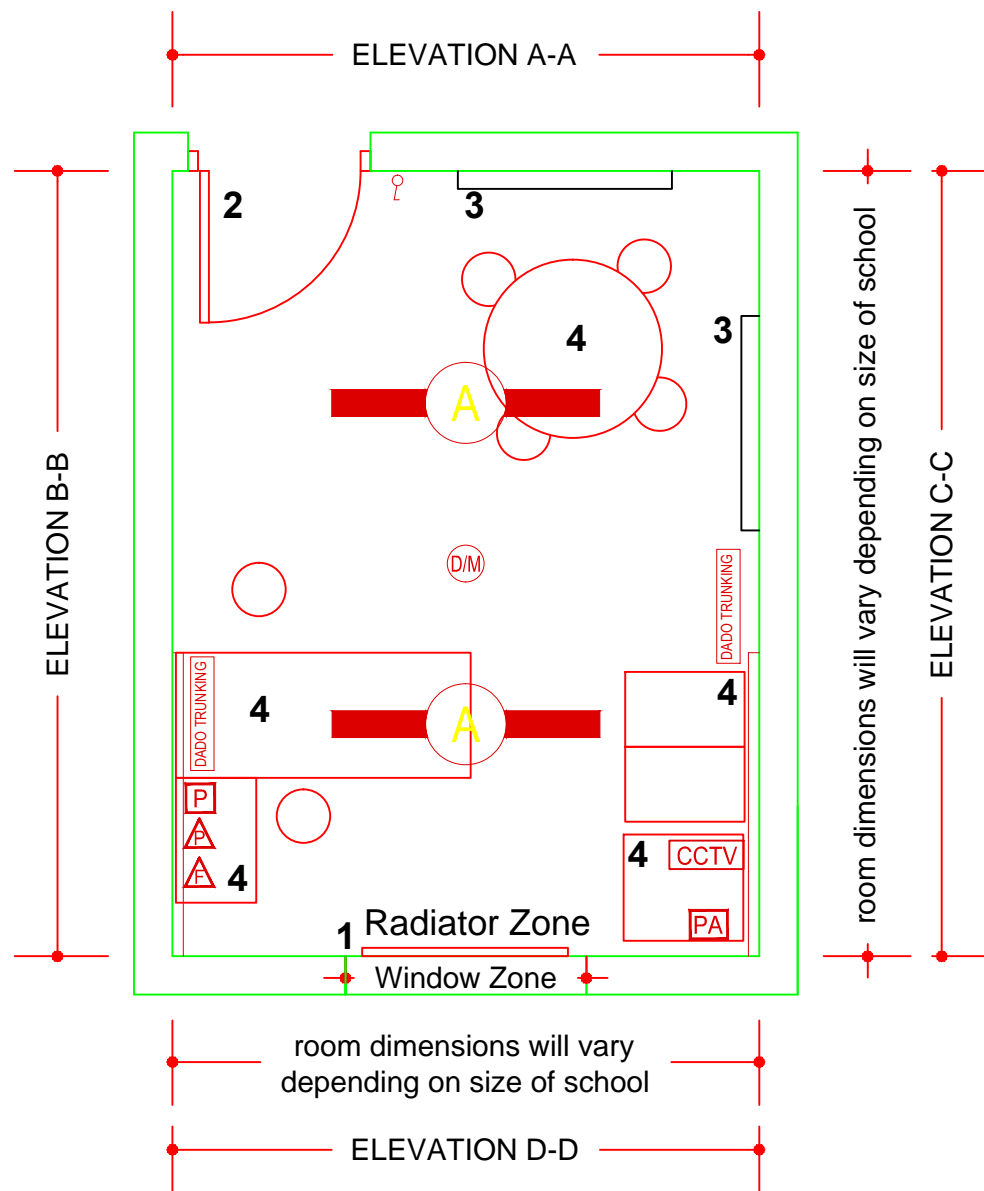 ELEVATION A-A
2
3
room dimensions will vary depending on size of school
3
4
A
ELEVATION B-B
ELEVATION C-C
D/M
DADO TRUNKING
DADO TRUNKING
4
4
A
P
P
F
4
4
CCTV
PA
1
Radiator Zone
Window Zone
room dimensions will vary
depending on size of school
ELEVATION D-D